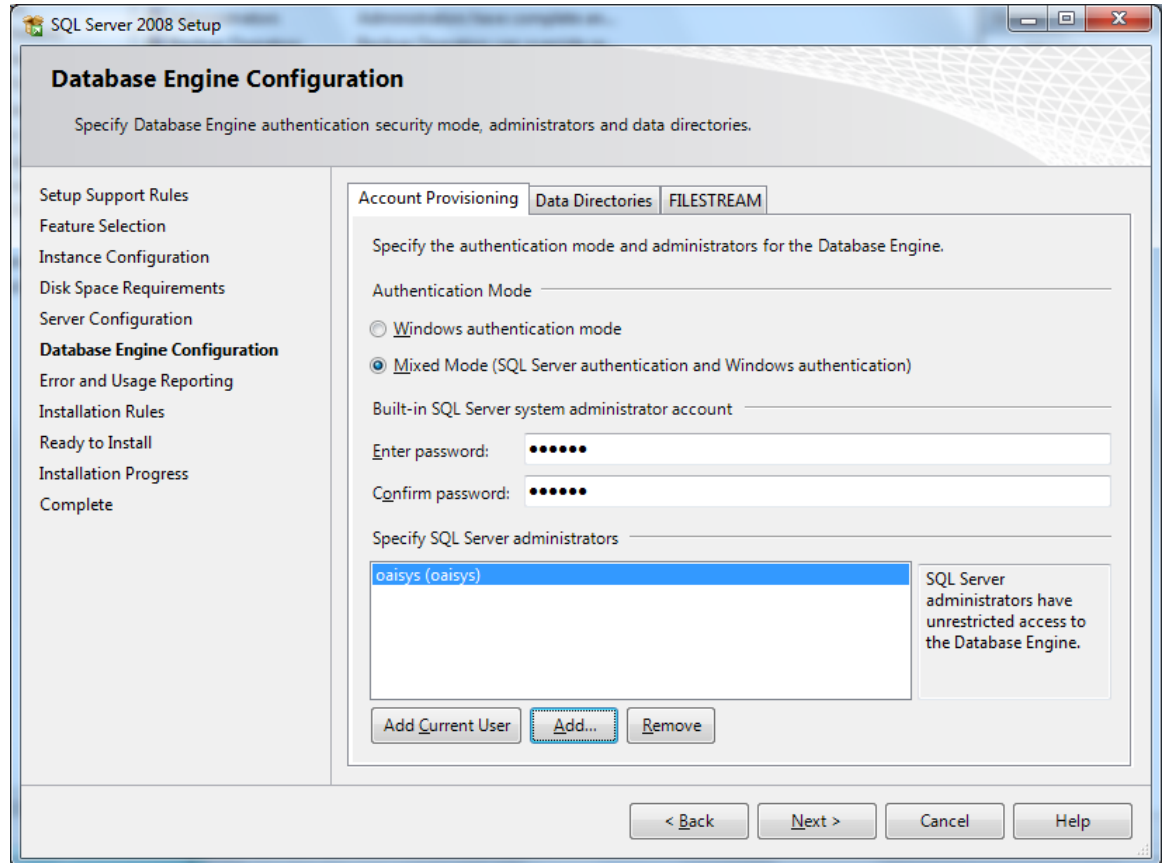 SQL Server 2008 Setup
Database Engine Configuration
Specify Database Engine authentication security mode, administrators and data directories.
Setup Support Rules
Feature Selection
Instance Configuration
Disk Space Requirements
Server Configuration
Database Engine Configuration
Error and Usage Reporting
Installation Rules
Ready to Install
Installation Progress
Complete
Account Provisioning
Data Directories
FILESTREAM
Specify the authentication mode and administrators for the Database Engine.
Authentication Mode
Windows authentication mode
Mixed Mode (SQL Server authentication and Windows authentication)
Built-in SQL Server system administrator account
Enter password: ●●●●●●
Confirm password: ●●●●●●
Specify SQL Server administrators
oaisys (oaisys)
SQL Server
administrators have
unrestricted access to
the Database Engine.
Add Current User
Add...
Remove
< Back
Next >
Cancel
Help